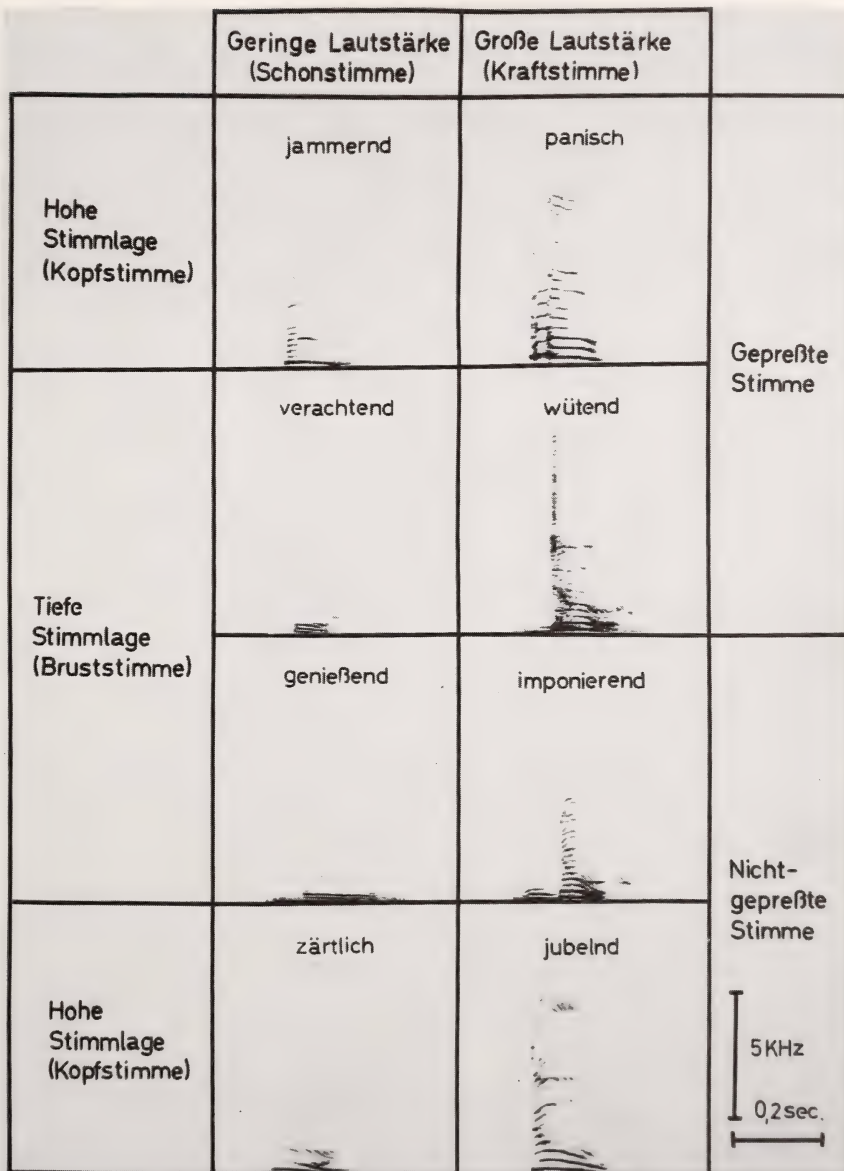 Geringe Lautstärke
(Schonstimme)
Große Lautstärke
(Kraftstimme)
Hohe
Stimmlage
(Kopfstimme)
jammernd
panisch
Gepreßte
Stimme
Tiefe
Stimmlage
(Bruststimme)
verachtend
wütend
genießend
imponierend
Nicht-
gepreßte
Stimme
Hohe
Stimmlage
(Kopfstimme)
zärtlich
jubelnd
5KHz
0,2sec.